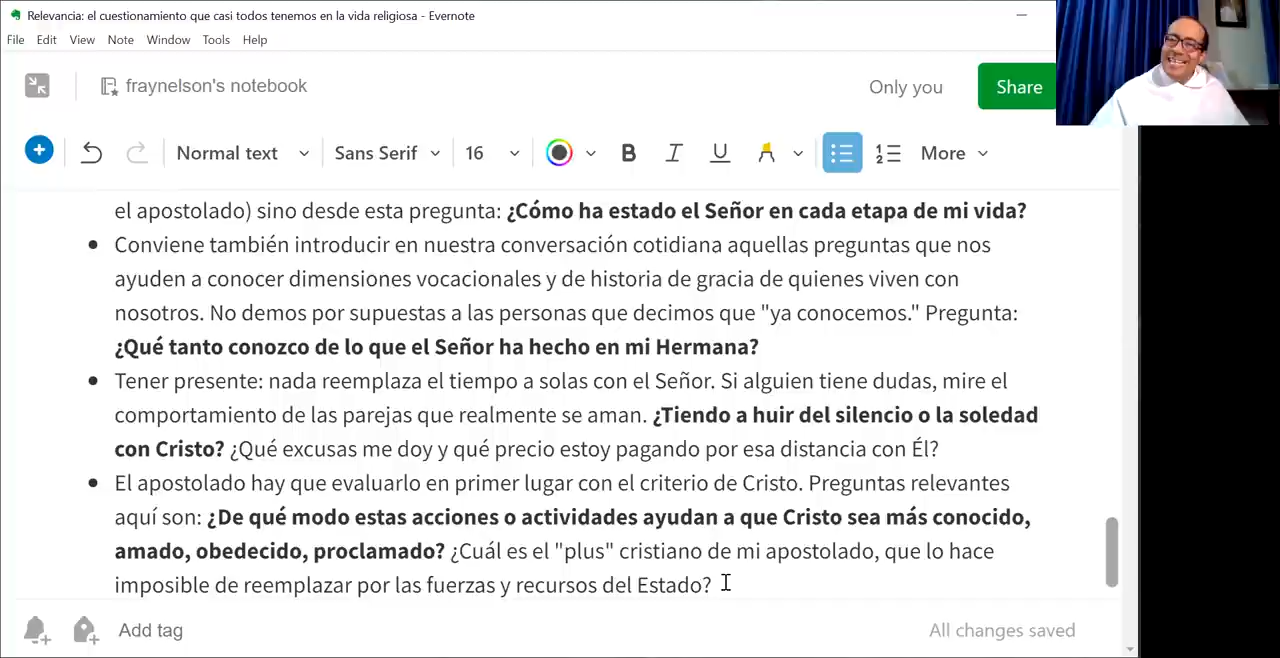 Relevancia: el cuestionamiento que casi todos tenemos en la vida religiosa - Evernote
File Edit View Note Window Tools Help
fraynelson's notebook
Only you
Share
Normal text
Sans Serif
16
B I U
More
el apostolado) sino desde esta pregunta: ¿Cómo ha estado el Señor en cada etapa de mi vida?
• Conviene también introducir en nuestra conversación cotidiana aquellas preguntas que nos
ayuden a conocer dimensiones vocacionales y de historia de gracia de quienes viven con
nosotros. No demos por supuestas a las personas que decimos que "ya conocemos." Pregunta:
¿Qué tanto conozco de lo que el Señor ha hecho en mi Hermana?
• Tener presente: nada reemplaza el tiempo a solas con el Señor. Si alguien tiene dudas, mire el
comportamiento de las parejas que realmente se aman. ¿Tiendo a huir del silencio o la soledad
con Cristo? ¿Qué excusas me doy y qué precio estoy pagando por esa distancia con Él?
• El apostolado hay que evaluarlo en primer lugar con el criterio de Cristo. Preguntas relevantes
aquí son: ¿De qué modo estas acciones o actividades ayudan a que Cristo sea más conocido,
amado, obedecido, proclamado? ¿Cuál es el "plus" cristiano de mi apostolado, que lo hace
imposible de reemplazar por las fuerzas y recursos del Estado?
Add tag
All changes saved